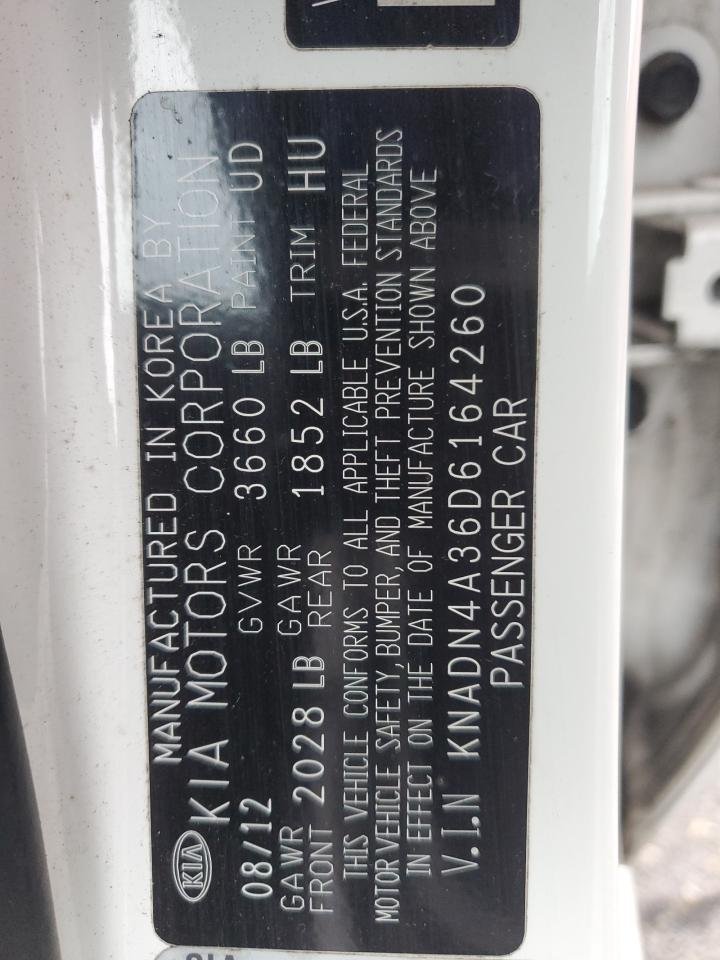 KIA
MANUFACTURED IN KOREA BY
KIA MOTORS CORPORATION
08/12 GVWR 3660 LB PAINT UD
GAWR FRONT 2028 LB GAWR REAR 1852 LB TRIM HU
THIS VEHICLE CONFORMS TO ALL APPLICABLE U.S.A. FEDERAL
MOTOR VEHICLE SAFETY, BUMPER, AND THEFT PREVENTION STANDARDS
IN EFFECT ON THE DATE OF MANUFACTURE SHOWN ABOVE
V.I.N KNADN4A36D6164260
PASSENGER CAR